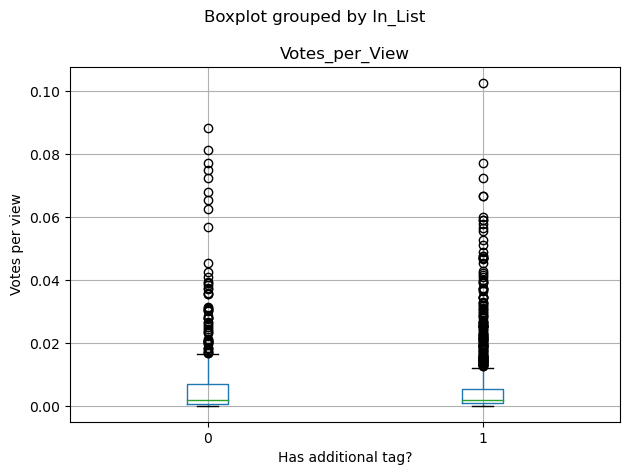 Boxplot grouped by In_List
Votes_per_View
0.10
0.08
0.06
0.04
0.02
0.00
Votes per view
0
1
Has additional tag?